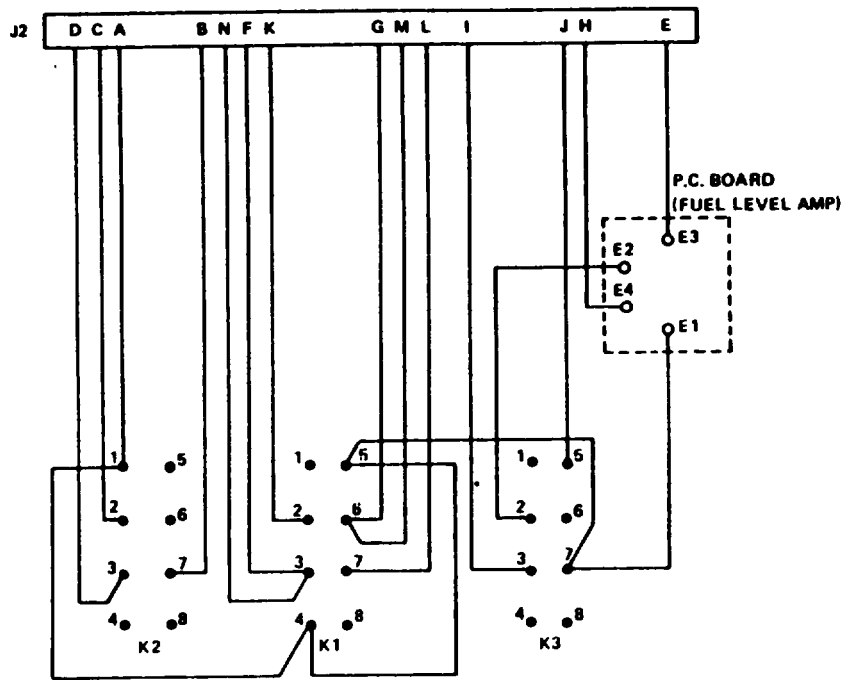 J2 D C A B N F K G M L I J H E
P.C. BOARD
(FUEL LEVEL AMP)
E3
E2
E4
E1
1 5 1 5 1 5
2 6 2 6 2 6
3 7 3 7 3 7
4 8 4 8 4 8
K2 K1 K3